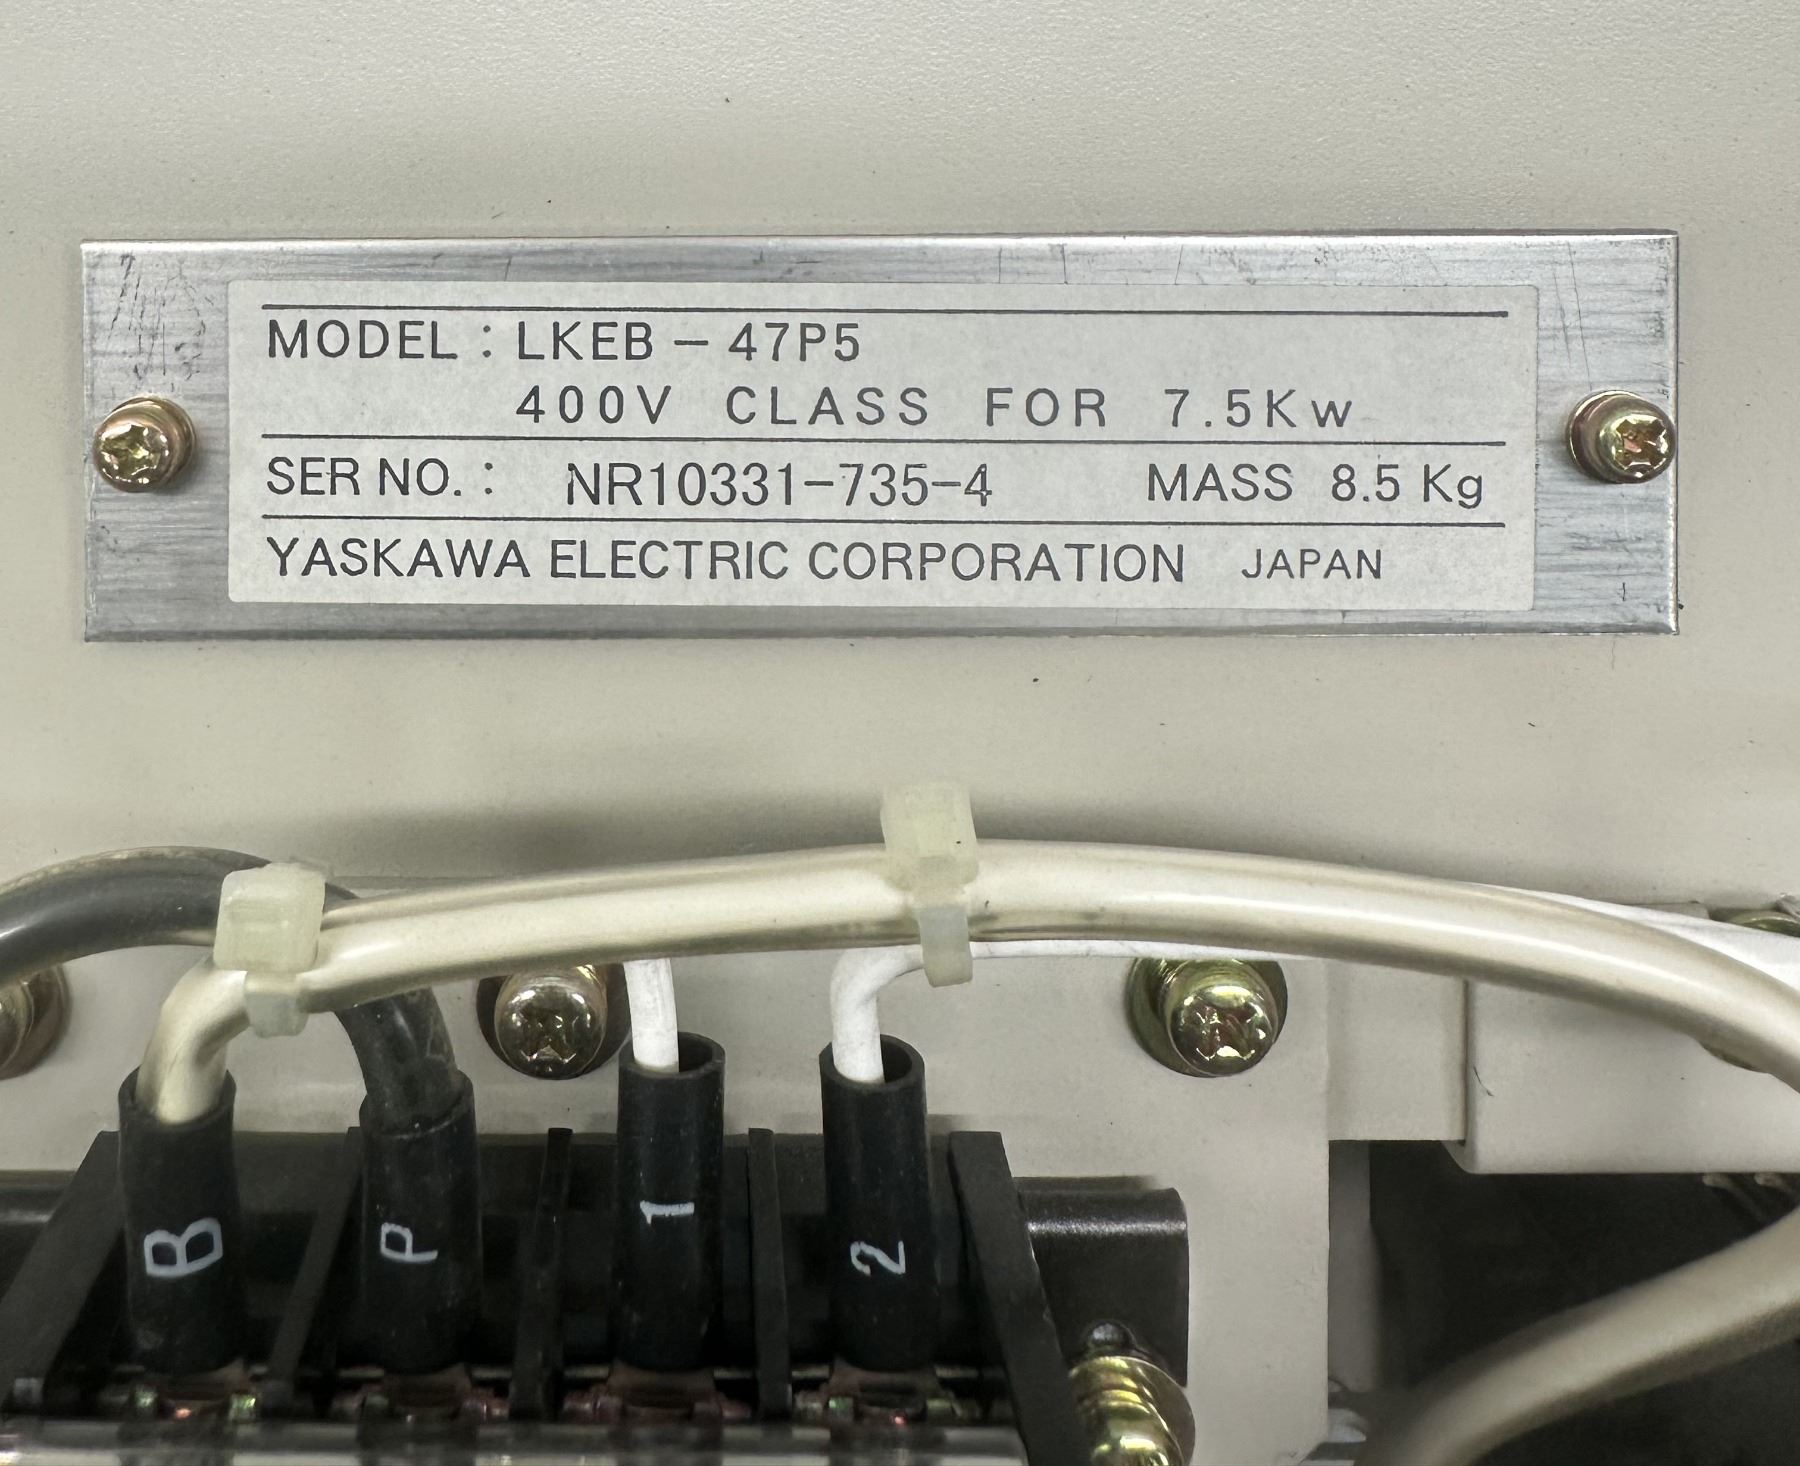 MODEL : LKEB - 47P5
400V CLASS FOR 7.5Kw
SER NO. : NR10331-735-4 MASS 8.5 Kg
YASKAWA ELECTRIC CORPORATION JAPAN
B P 1 2